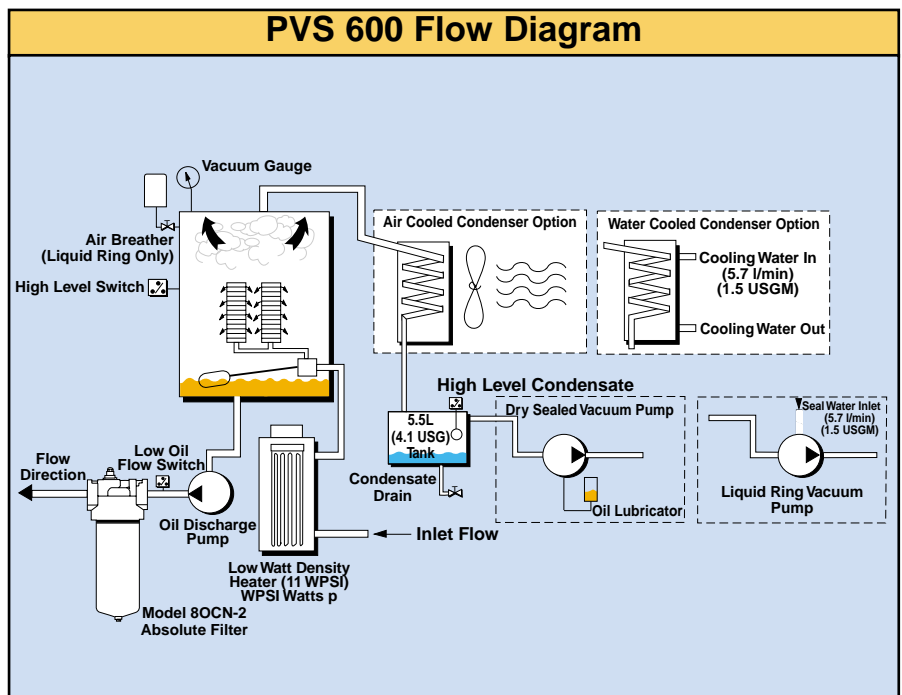 PVS 600 Flow Diagram
Vacuum Gauge
Air Breather
(Liquid Ring Only)
High Level Switch
Air Cooled Condenser Option
Water Cooled Condenser Option
Cooling Water In
(5.7 l/min)
(1.5 USGM)
Cooling Water Out
High Level Condensate
5.5L
(4.1 USG)
Tank
Condensate
Drain
Dry Sealed Vacuum Pump
Oil Lubricator
Seal Water Inlet
(5.7 l/min)
(1.5 USGM)
Liquid Ring Vacuum
Pump
Flow
Direction
Low Oil
Flow Switch
Oil Discharge
Pump
Inlet Flow
Low Watt Density
Heater (11 WPSI)
WPSI Watts p
Model 8OCN-2
Absolute Filter